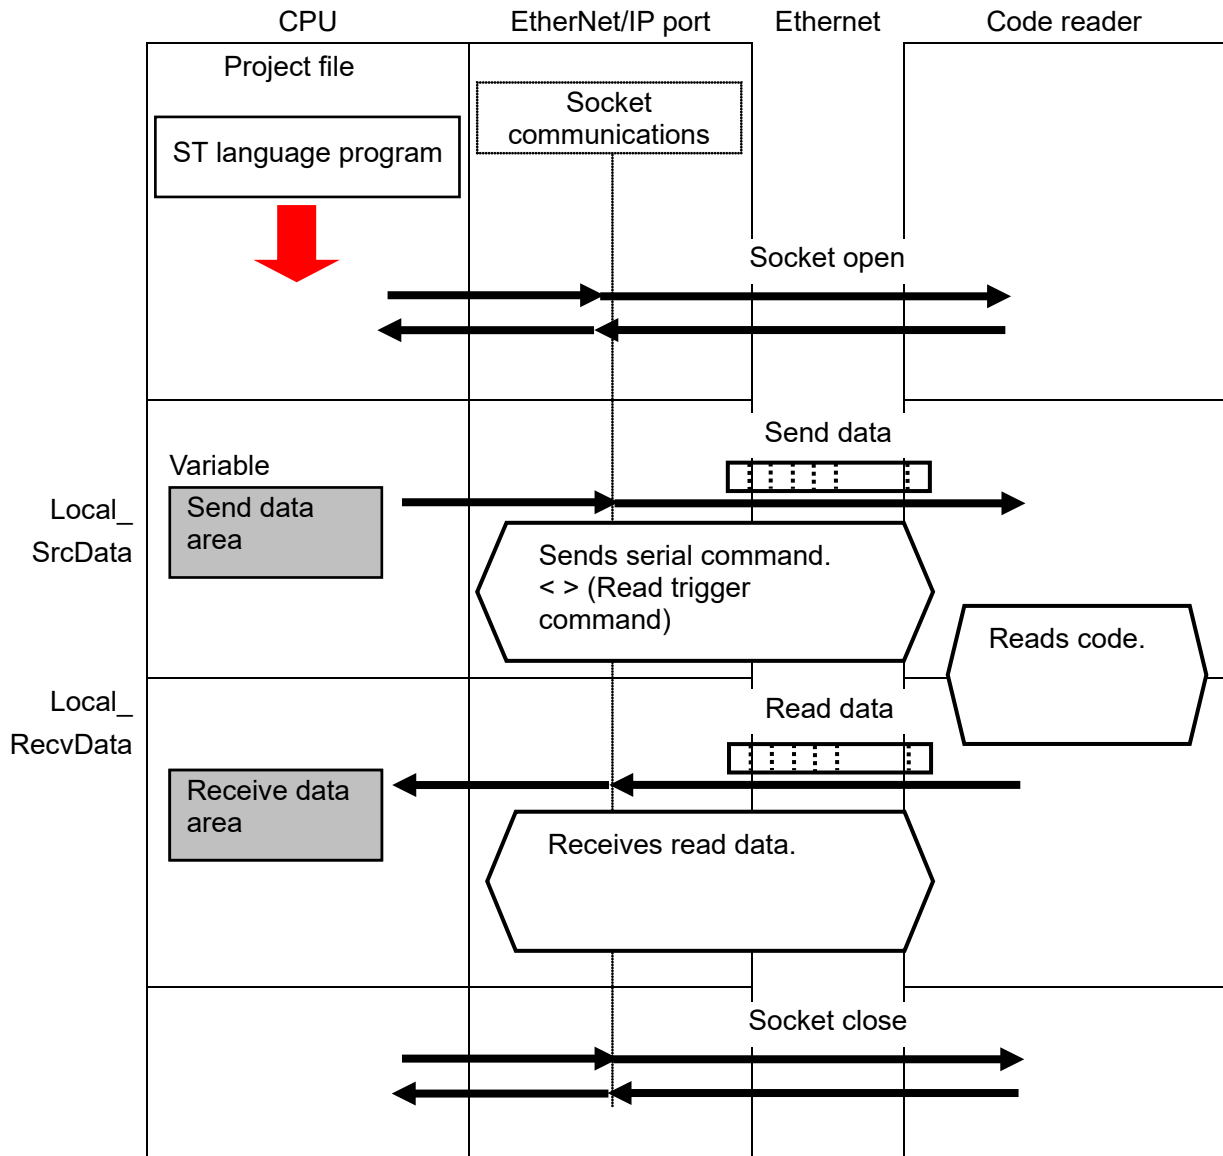 CPU
EtherNet/IP port
Ethernet
Code reader
Project file
Socket
communications
ST language program
Socket open
Send data
Variable
Local_
SrcData
Send data
area
Sends serial command.
< > (Read trigger
command)
Reads code.
Local_
RecvData
Read data
Receive data
area
Receives read data.
Socket close